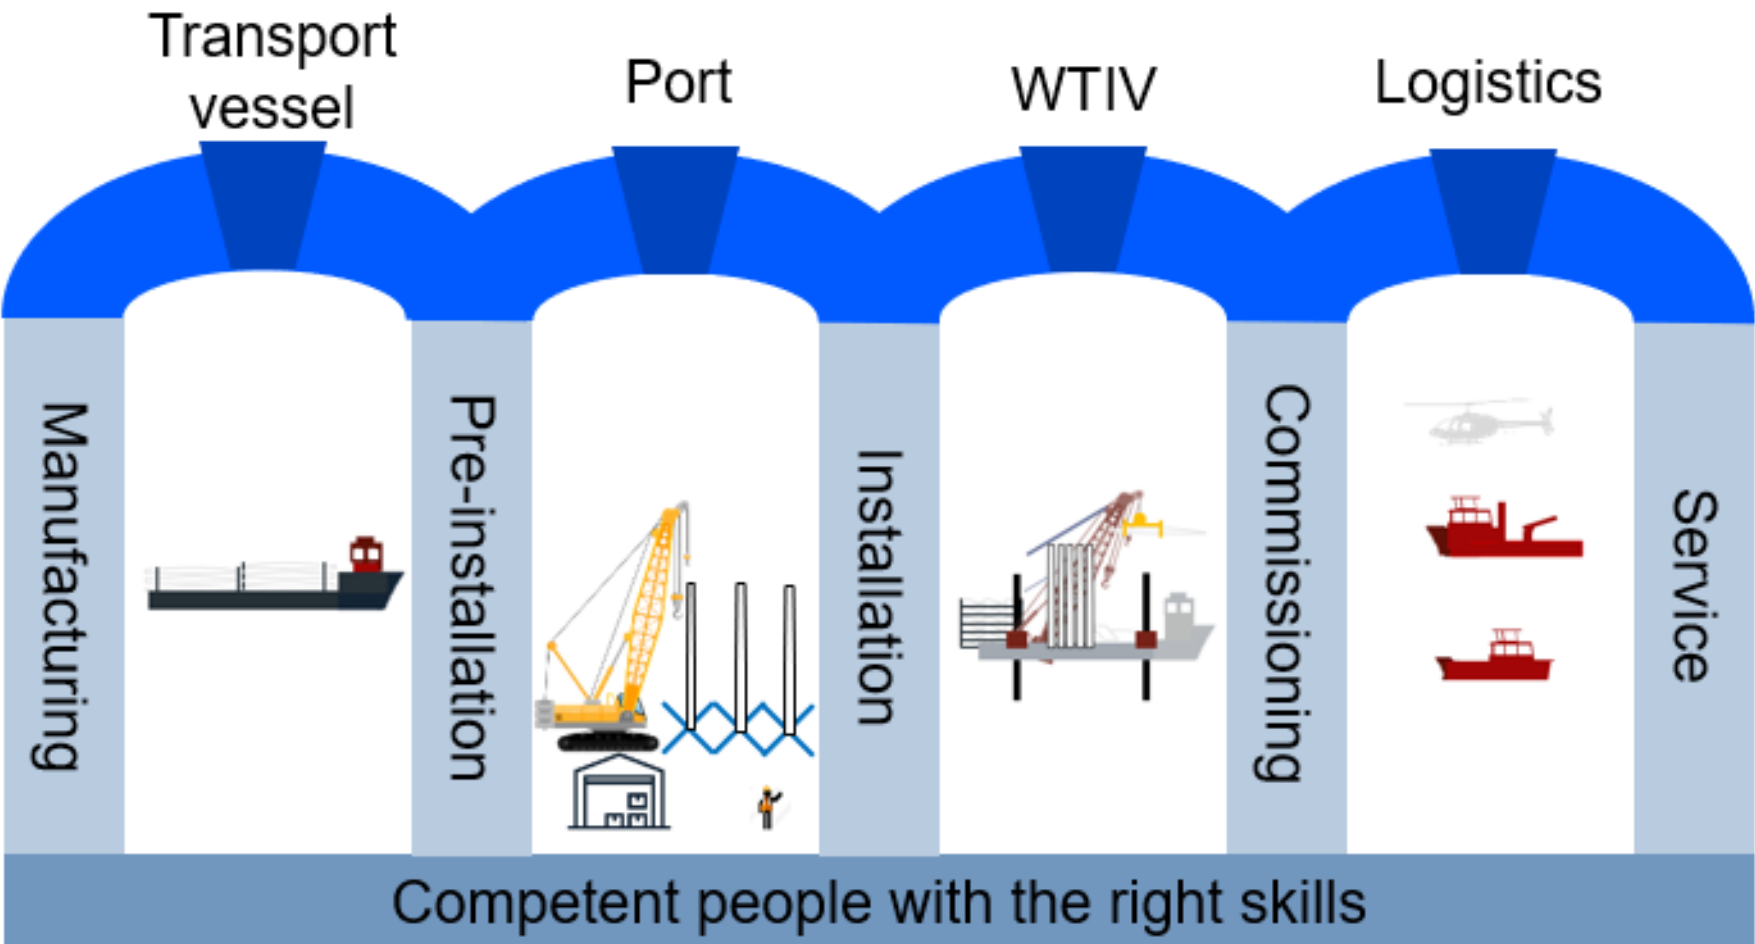 Transport
vessel
Port
WTIV
Logistics
Manufacturing
Pre-installation
Installation
Commissioning
Service
Competent people with the right skills